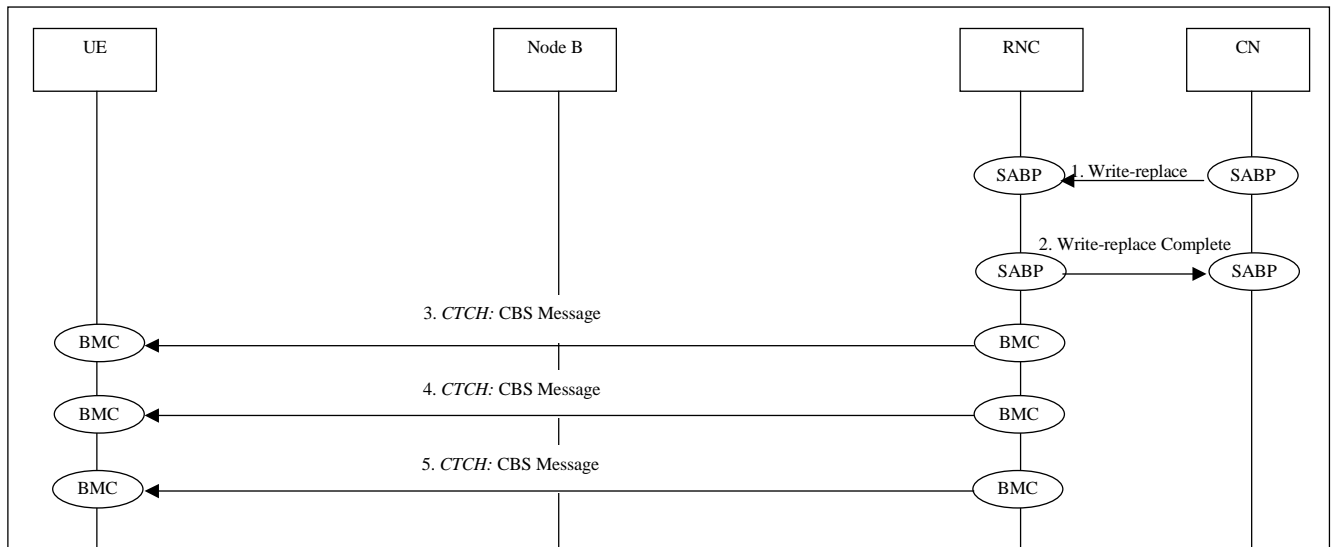 UE Node B RNC CN
SABP 1. Write-replace SABP
2. Write-replace Complete
SABP SABP
3. CTCH: CBS Message
BMC BMC
4. CTCH: CBS Message
BMC BMC
5. CTCH: CBS Message
BMC BMC